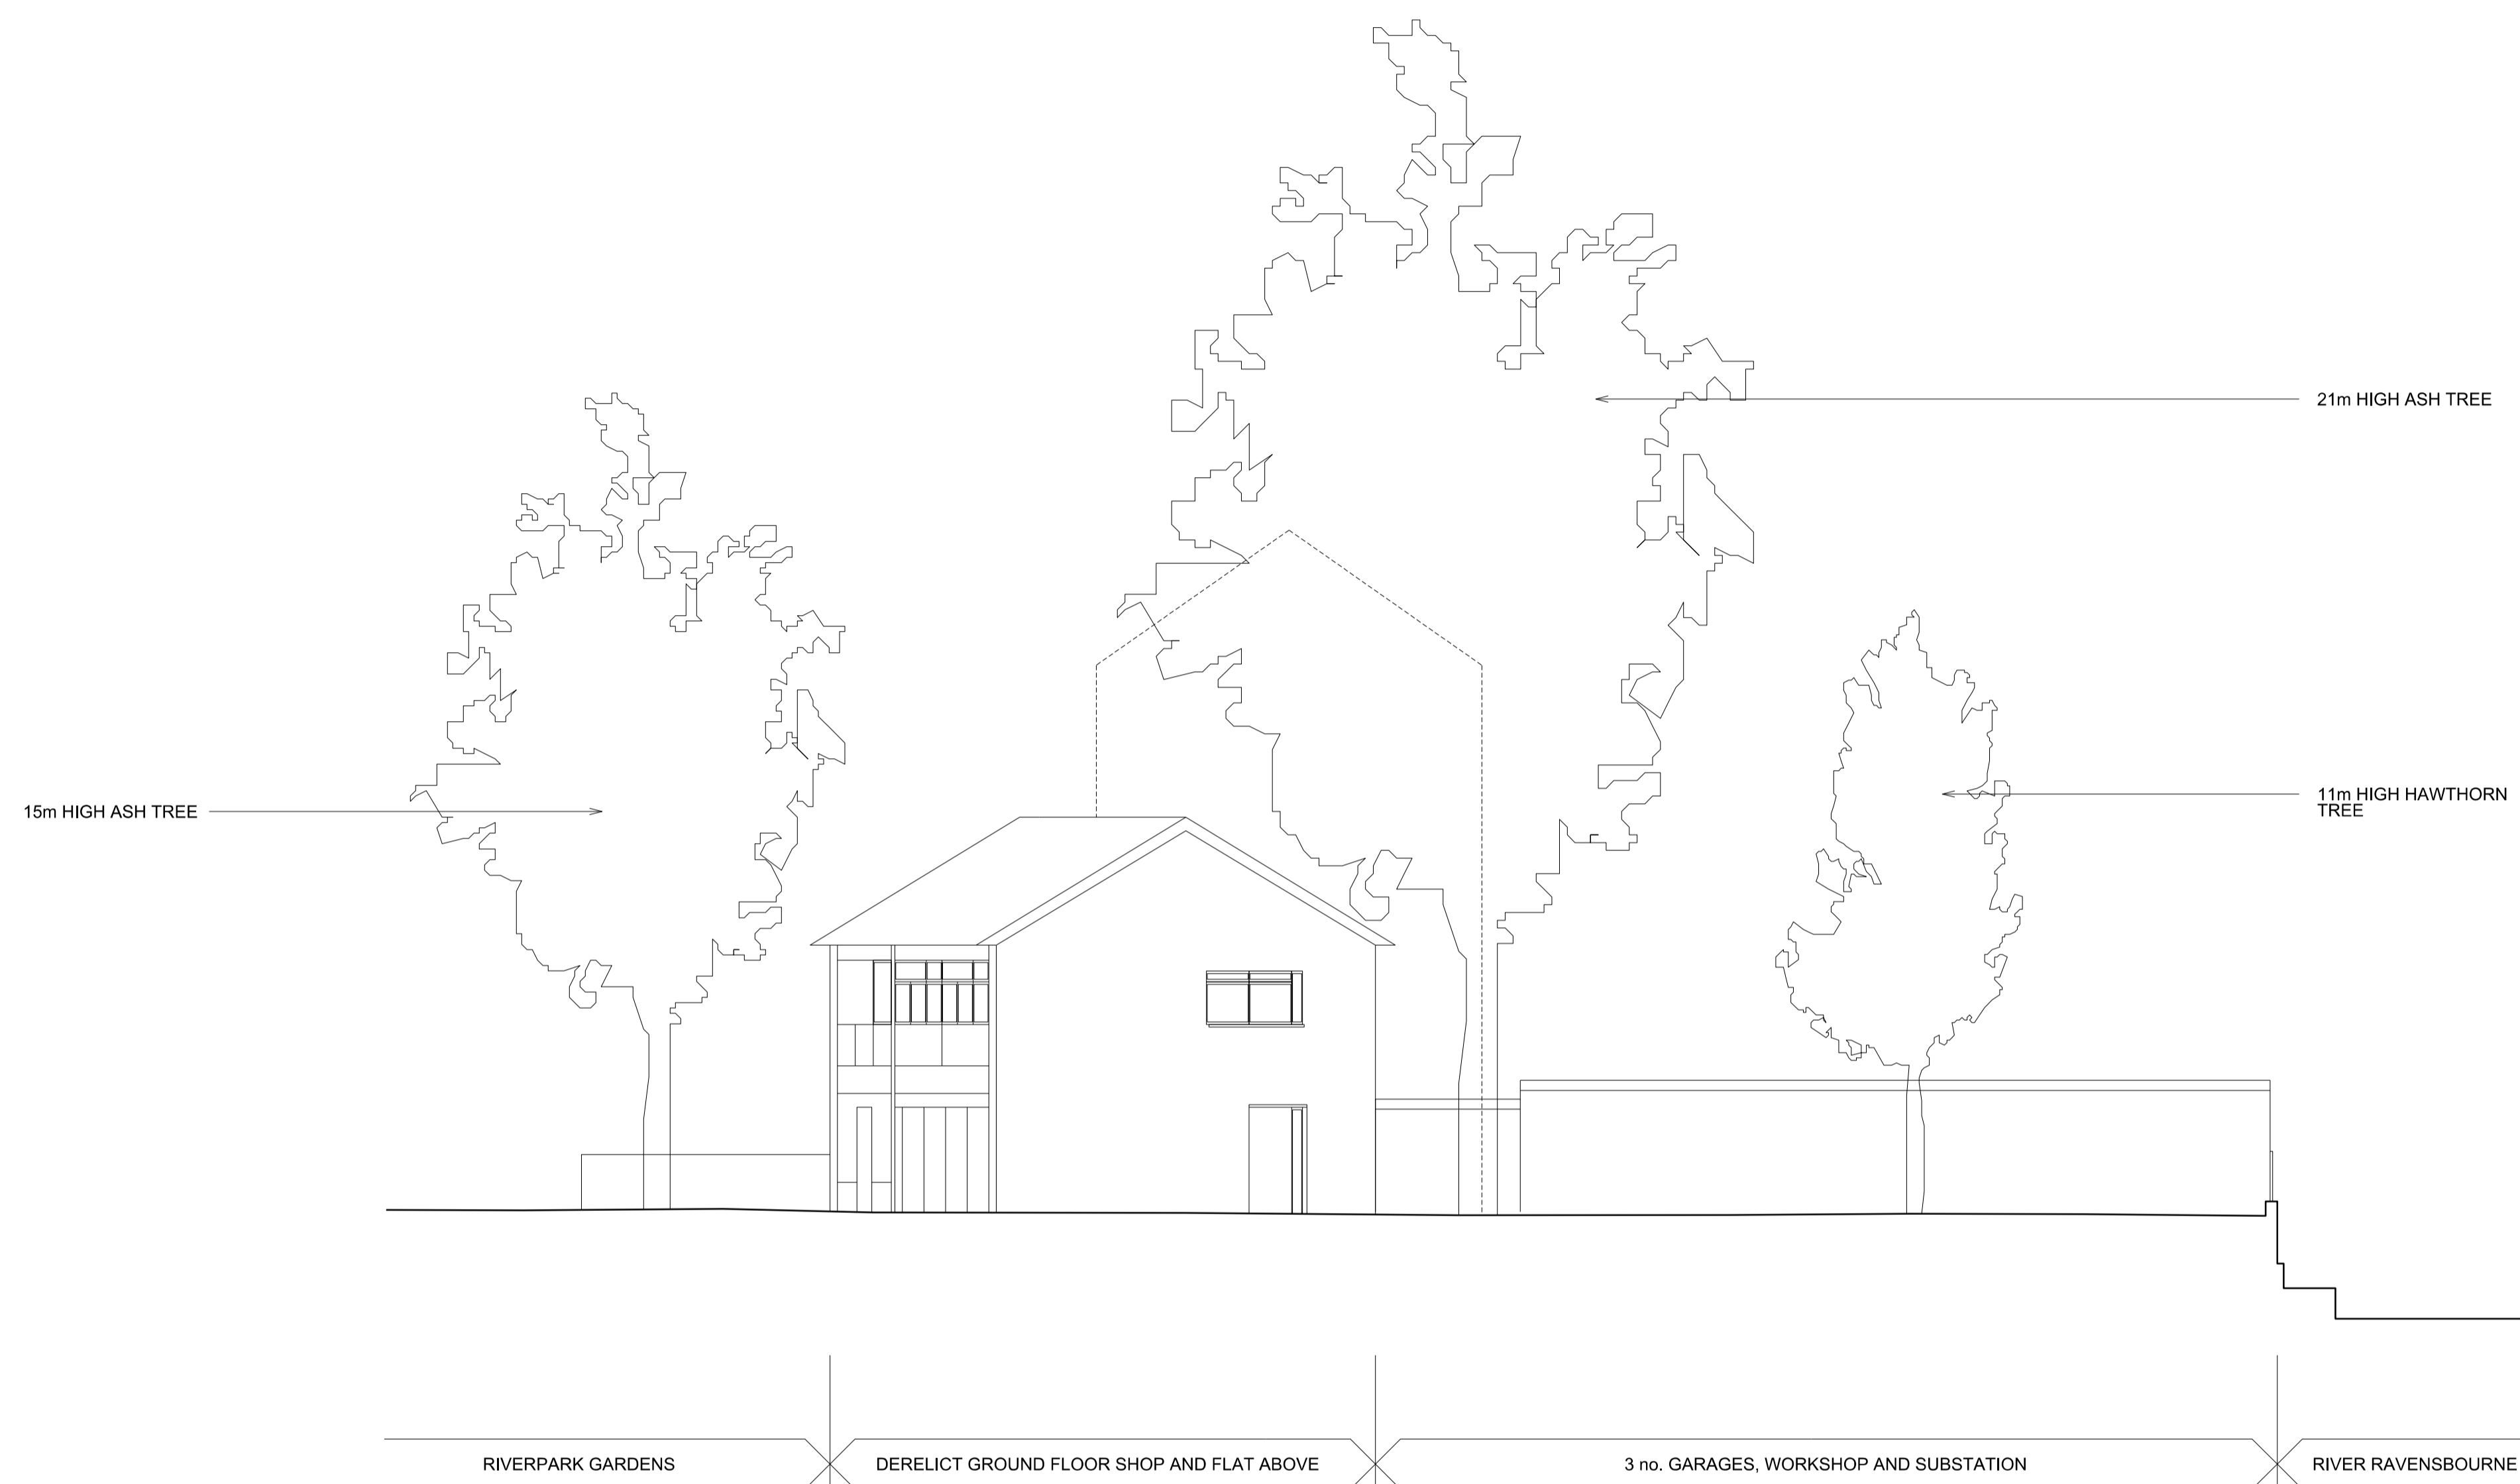 21m HIGH ASH TREE
15m HIGH ASH TREE
11m HIGH HAWTHORN
TREE
RIVERPARK GARDENS
DERELICT GROUND FLOOR SHOP AND FLAT ABOVE
3 no. GARAGES, WORKSHOP AND SUBSTATION
RIVER RAVENSBOURNE